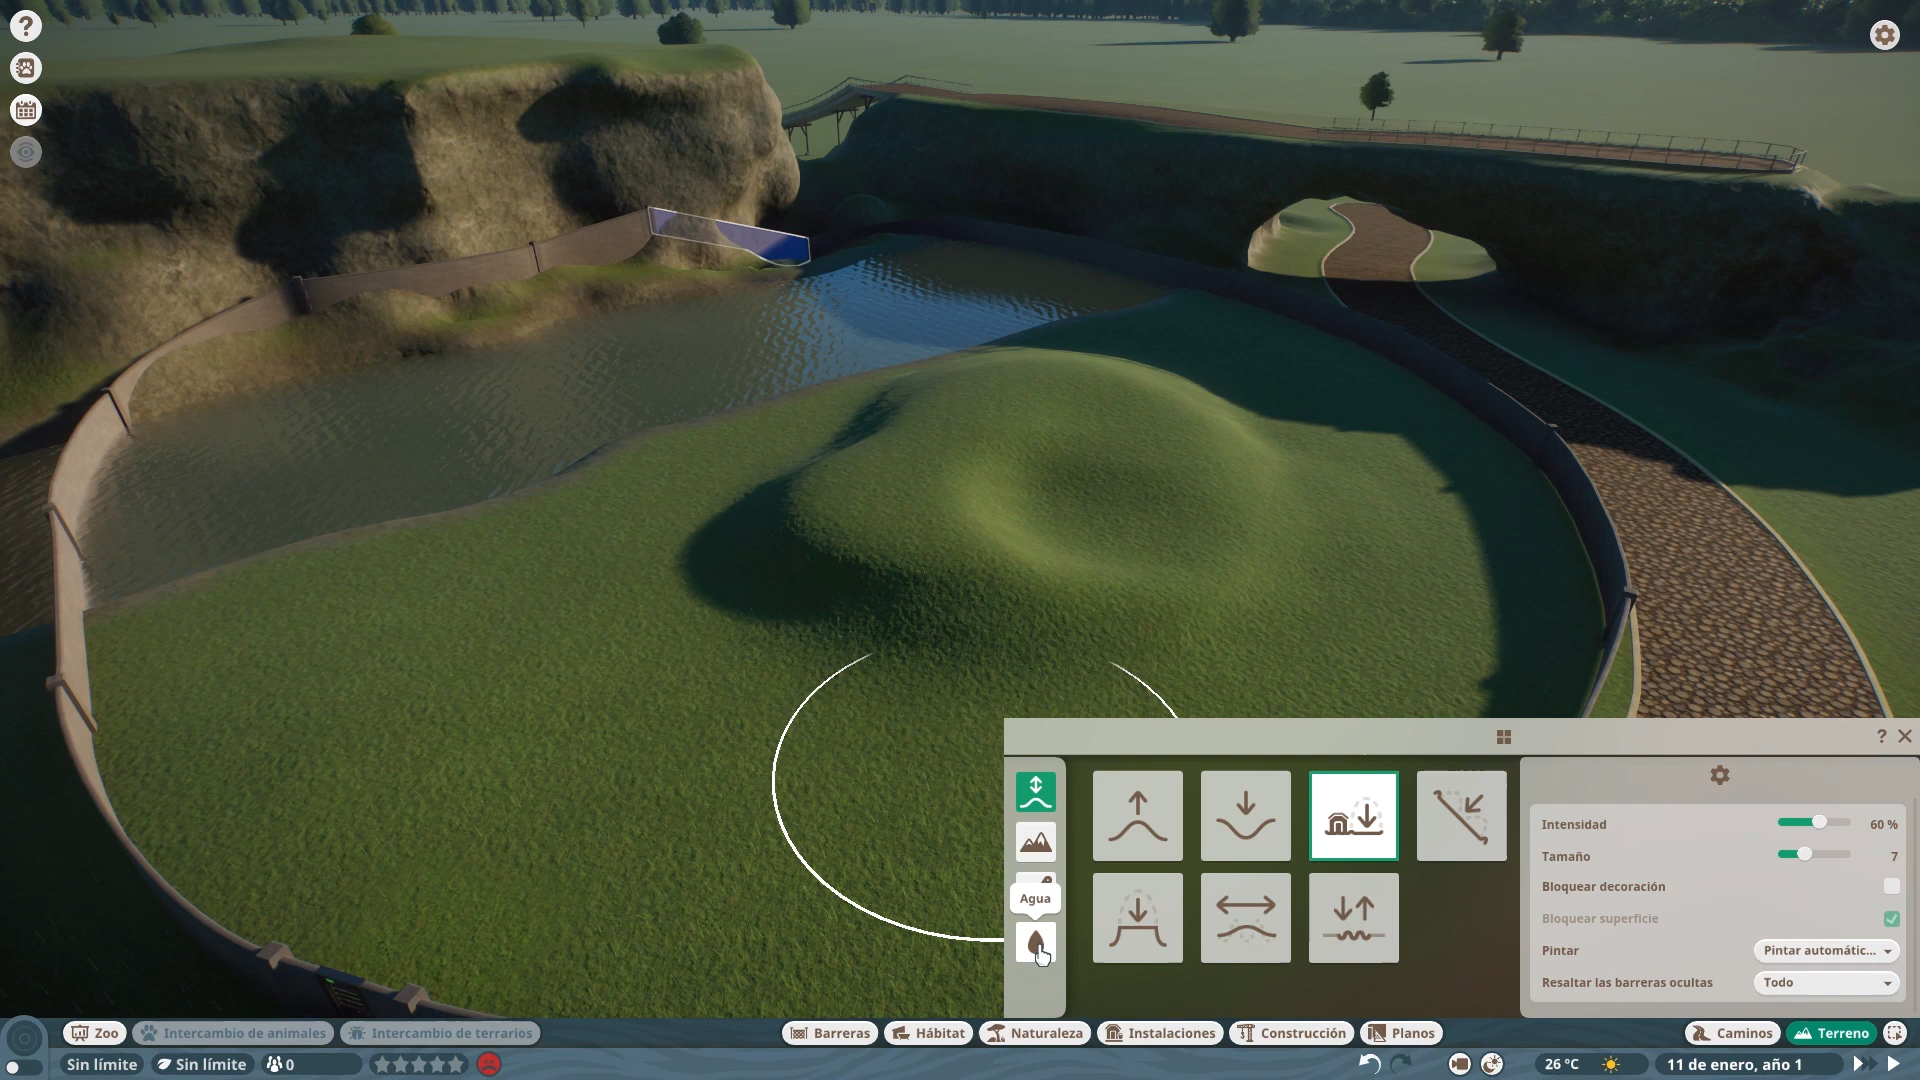 ?
? ×
Agua
Intensidad 60 %
Tamaño 7
Bloquear decoración
Bloquear superficie
Pintar Pintar automátic...
Resaltar las barreras ocultas Todo
Zoo Intercambio de animales Intercambio de terrarios Barreras Hábitat Naturaleza Instalaciones Construcción Planos Caminos Terreno
Sin límite Sin límite 0 26 °C 11 de enero, año 1